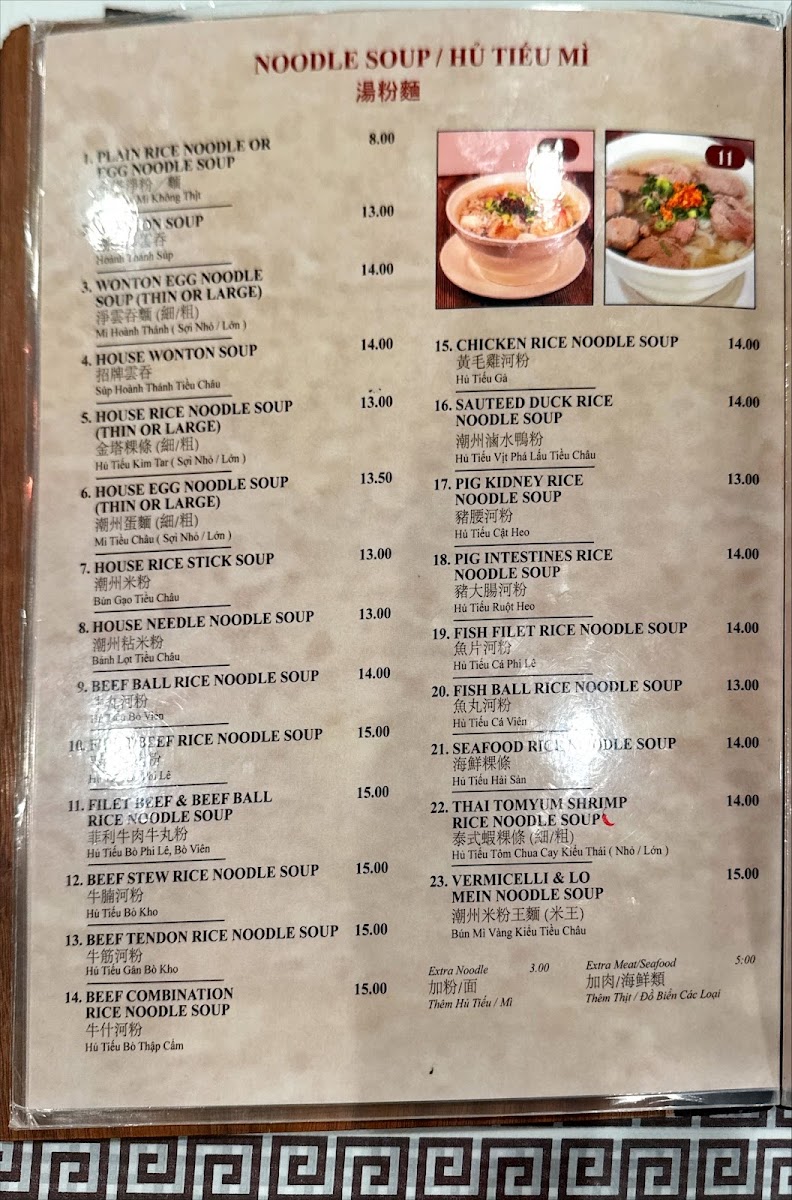 NOODLE SOUP / HỦ TIẾU MÌ
湯粉麵
1. PLAIN RICE NOODLE OR 8.00
EGG NOODLE SOUP
淨粉／麵
Mì Không Thịt
SOUP 13.00
雲吞
Hoành Thánh Súp
3. WONTON EGG NOODLE 14.00
SOUP (THIN OR LARGE)
淨雲吞麵 (細/粗)
Mì Hoành Thánh ( Sợi Nhỏ / Lớn )
4. HOUSE WONTON SOUP 14.00
招牌雲吞
Súp Hoành Thánh Tiều Châu
5. HOUSE RICE NOODLE SOUP 13.00
(THIN OR LARGE)
金塔粿條 (細/粗)
Hủ Tiếu Kim Tar ( Sợi Nhỏ / Lớn )
6. HOUSE EGG NOODLE SOUP 13.50
(THIN OR LARGE)
潮州蛋麵 (細/粗)
Mì Tiều Châu ( Sợi Nhỏ / Lớn )
7. HOUSE RICE STICK SOUP 13.00
潮州米粉
Bún Gạo Tiều Châu
8. HOUSE NEEDLE NOODLE SOUP 13.00
潮州粘米粉
Bánh Lọt Tiều Châu
9. BEEF BALL RICE NOODLE SOUP 14.00
丸河粉
Bò Viên
10. BEEF RICE NOODLE SOUP 15.00
粉
Lê
11. FILET BEEF & BEEF BALL 15.00
RICE NOODLE SOUP
菲利牛肉牛丸粉
Hủ Tiếu Bò Phi Lê, Bò Viên
12. BEEF STEW RICE NOODLE SOUP 15.00
牛腩河粉
Hủ Tiếu Bò Kho
13. BEEF TENDON RICE NOODLE SOUP 15.00
牛筋河粉
Hủ Tiếu Gân Bò Kho
14. BEEF COMBINATION 15.00
RICE NOODLE SOUP
牛什河粉
Hủ Tiếu Bò Thập Cẩm
11
15. CHICKEN RICE NOODLE SOUP 14.00
黃毛雞河粉
Hủ Tiếu Gà
16. SAUTEED DUCK RICE 14.00
NOODLE SOUP
潮州滷水鴨粉
Hủ Tiếu Vịt Phá Lấu Tiều Châu
17. PIG KIDNEY RICE 13.00
NOODLE SOUP
豬腰河粉
Hủ Tiếu Cật Heo
18. PIG INTESTINES RICE 14.00
NOODLE SOUP
豬大腸河粉
Hủ Tiếu Ruột Heo
19. FISH FILET RICE NOODLE SOUP 14.00
魚片河粉
Hủ Tiếu Cá Phi Lê
20. FISH BALL RICE NOODLE SOUP 13.00
魚丸河粉
Hủ Tiếu Cá Viên
21. SEAFOOD RICE NOODLE SOUP 14.00
海鮮粿條
Hủ Tiếu Hải Sản
22. THAI TOMYUM SHRIMP 14.00
RICE NOODLE SOUP
泰式蝦粿條 (細/粗)
Hủ Tiếu Tôm Chua Cay Kiểu Thái ( Nhỏ / Lớn )
23. VERMICELLI & LO 15.00
MEIN NOODLE SOUP
潮州米粉王麵 (米王)
Bún Mì Vàng Kiểu Tiều Châu
Extra Noodle 3.00
加粉/面
Thêm Hủ Tiếu / Mì
Extra Meat/Seafood 5.00
加肉/海鮮類
Thêm Thịt / Đồ Biển Các Loại